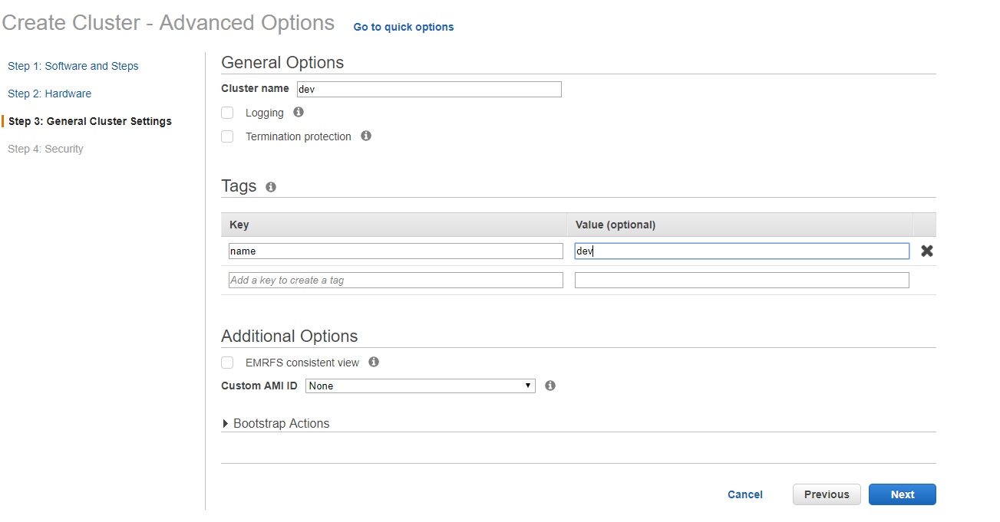 Create Cluster - Advanced Options Go to quick options
Step 1: Software and Steps
Step 2: Hardware
Step 3: General Cluster Settings
Step 4: Security
General Options
Cluster name dev
Logging
Termination protection
Tags
Key Value (optional)
name dev
Add a key to create a tag
Additional Options
EMRFS consistent view
Custom AMI ID None
Bootstrap Actions
Cancel Previous Next